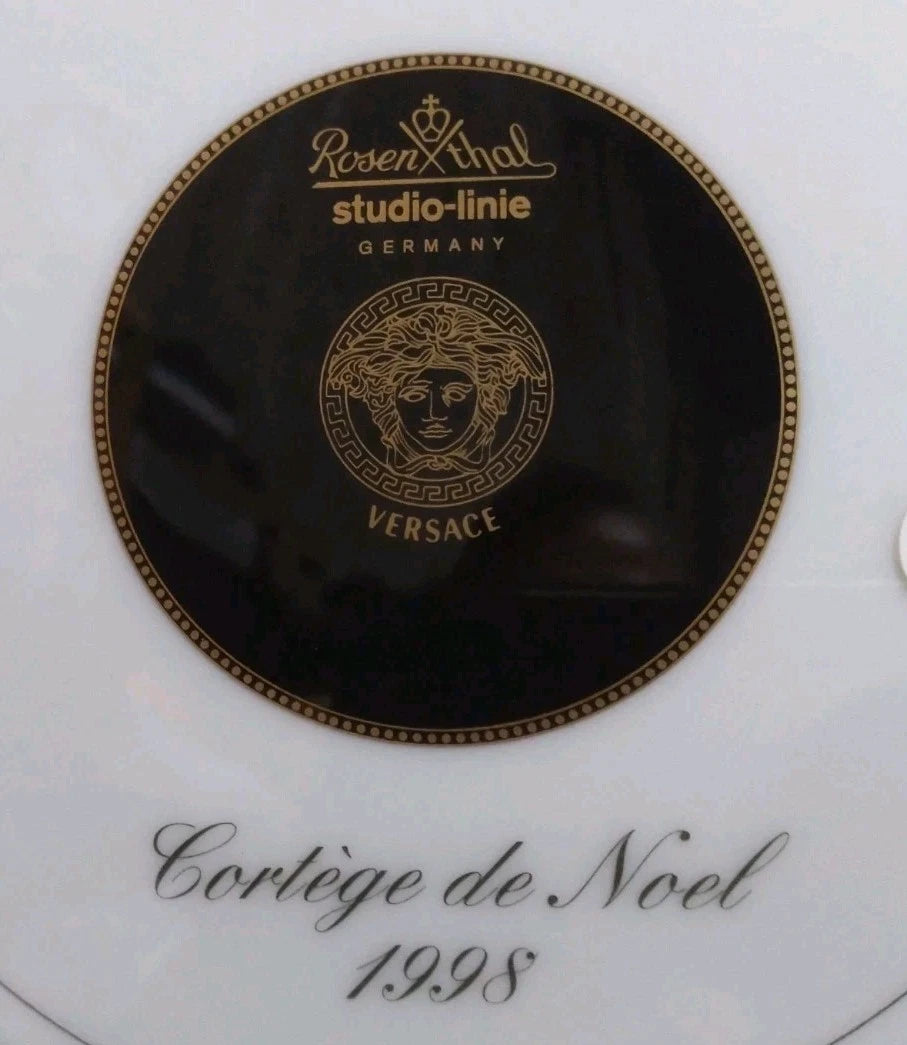 Rosenthal
studio-linie
GERMANY
VERSACE
Cortège de Noel
1998